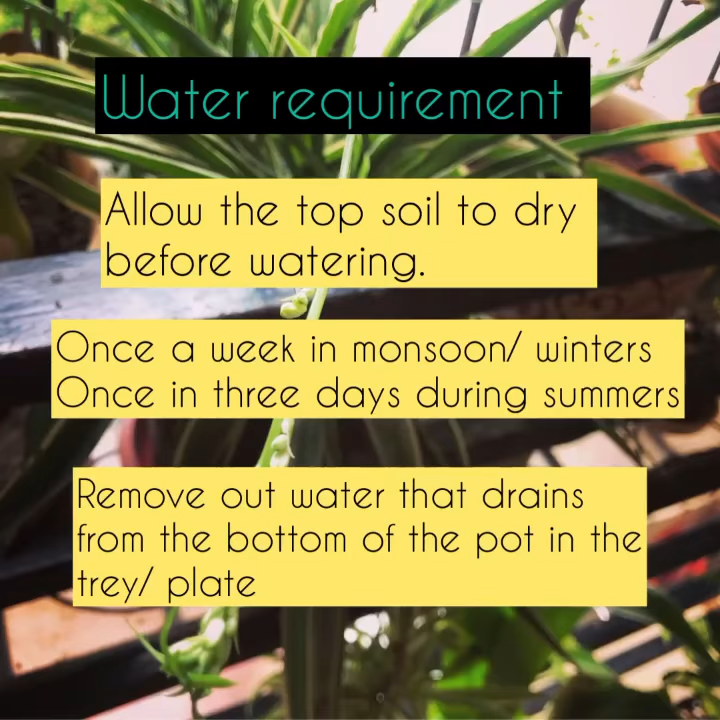 Water requirement
Allow the top soil to dry
before watering.
Once a week in monsoon/ winters
Once in three days during summers
Remove out water that drains
from the bottom of the pot in the
trey/ plate